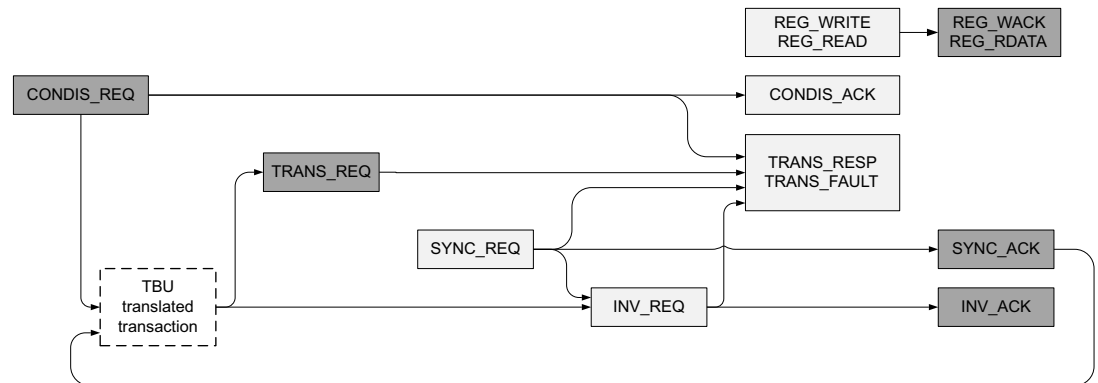 REG_WRITE
REG_READ
REG_WACK
REG_RDATA
CONDIS_REQ
CONDIS_ACK
TRANS_REQ
TRANS_RESP
TRANS_FAULT
SYNC_REQ
SYNC_ACK
TBU
translated
transaction
INV_REQ
INV_ACK